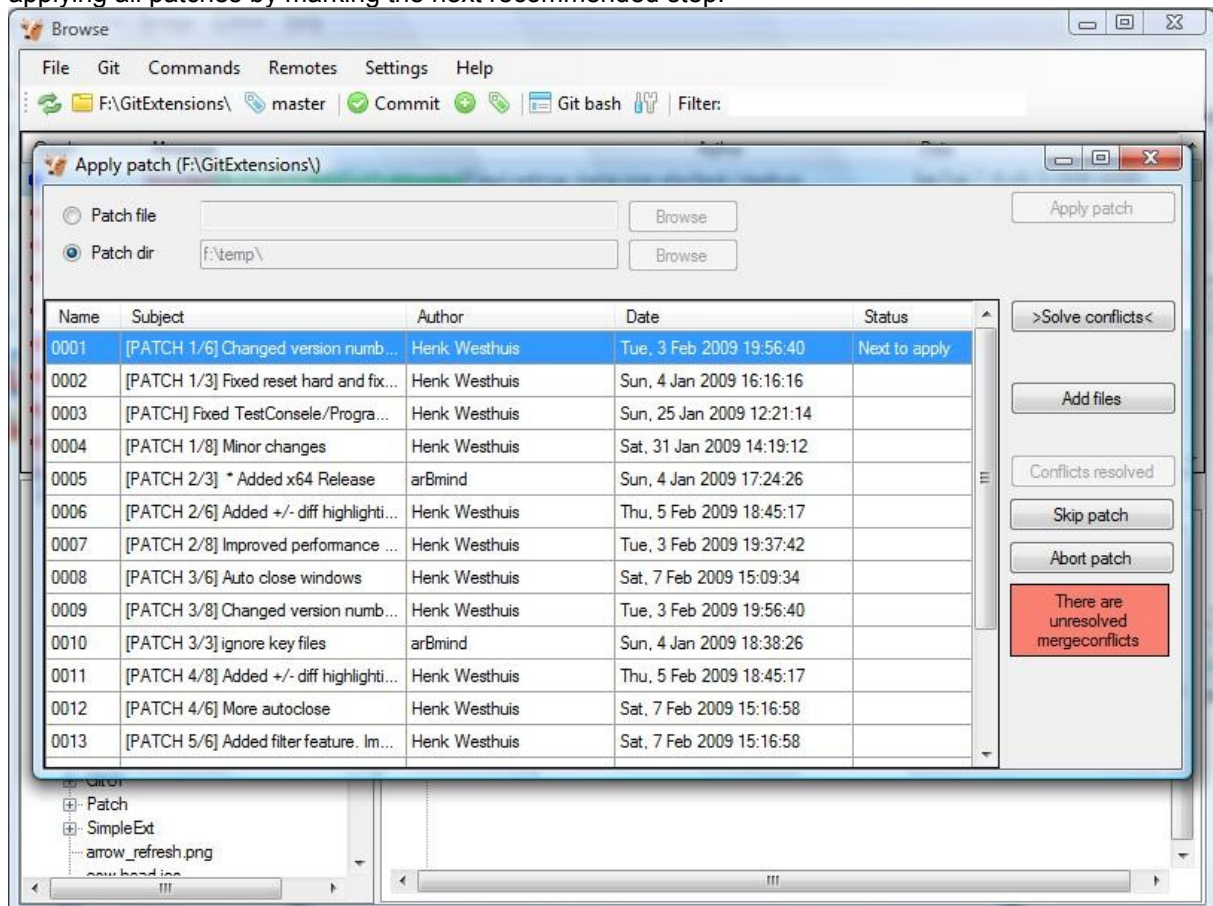 applying all patches by marking the next recommended step.
Browse
File Git Commands Remotes Settings Help
F:\GitExtensions\ master Commit Git bash Filter:
Apply patch (F:\GitExtensions\)
Patch file Browse Apply patch
Patch dir f:\temp\ Browse
Name Subject Author Date Status >Solve conflicts<
0001 [PATCH 1/6] Changed version numb... Henk Westhuis Tue, 3 Feb 2009 19:56:40 Next to apply
0002 [PATCH 1/3] Fixed reset hard and fix... Henk Westhuis Sun, 4 Jan 2009 16:16:16
0003 [PATCH] Fixed TestConsele/Progra... Henk Westhuis Sun, 25 Jan 2009 12:21:14
Add files
0004 [PATCH 1/8] Minor changes Henk Westhuis Sat, 31 Jan 2009 14:19:12
0005 [PATCH 2/3] * Added x64 Release arBmind Sun, 4 Jan 2009 17:24:26
Conflicts resolved
0006 [PATCH 2/6] Added +/- diff highlighti... Henk Westhuis Thu, 5 Feb 2009 18:45:17
Skip patch
0007 [PATCH 2/8] Improved performance ... Henk Westhuis Tue, 3 Feb 2009 19:37:42
Abort patch
0008 [PATCH 3/6] Auto close windows Henk Westhuis Sat, 7 Feb 2009 15:09:34
0009 [PATCH 3/8] Changed version numb... Henk Westhuis Tue, 3 Feb 2009 19:56:40
There are
unresolved
mergeconflicts
0010 [PATCH 3/3] ignore key files arBmind Sun, 4 Jan 2009 18:38:26
0011 [PATCH 4/8] Added +/- diff highlighti... Henk Westhuis Thu, 5 Feb 2009 18:45:17
0012 [PATCH 4/6] More autoclose Henk Westhuis Sat, 7 Feb 2009 15:16:58
0013 [PATCH 5/6] Added filter feature. Im... Henk Westhuis Sat, 7 Feb 2009 15:16:58
Patch
SimpleExt
arrow_refresh.png